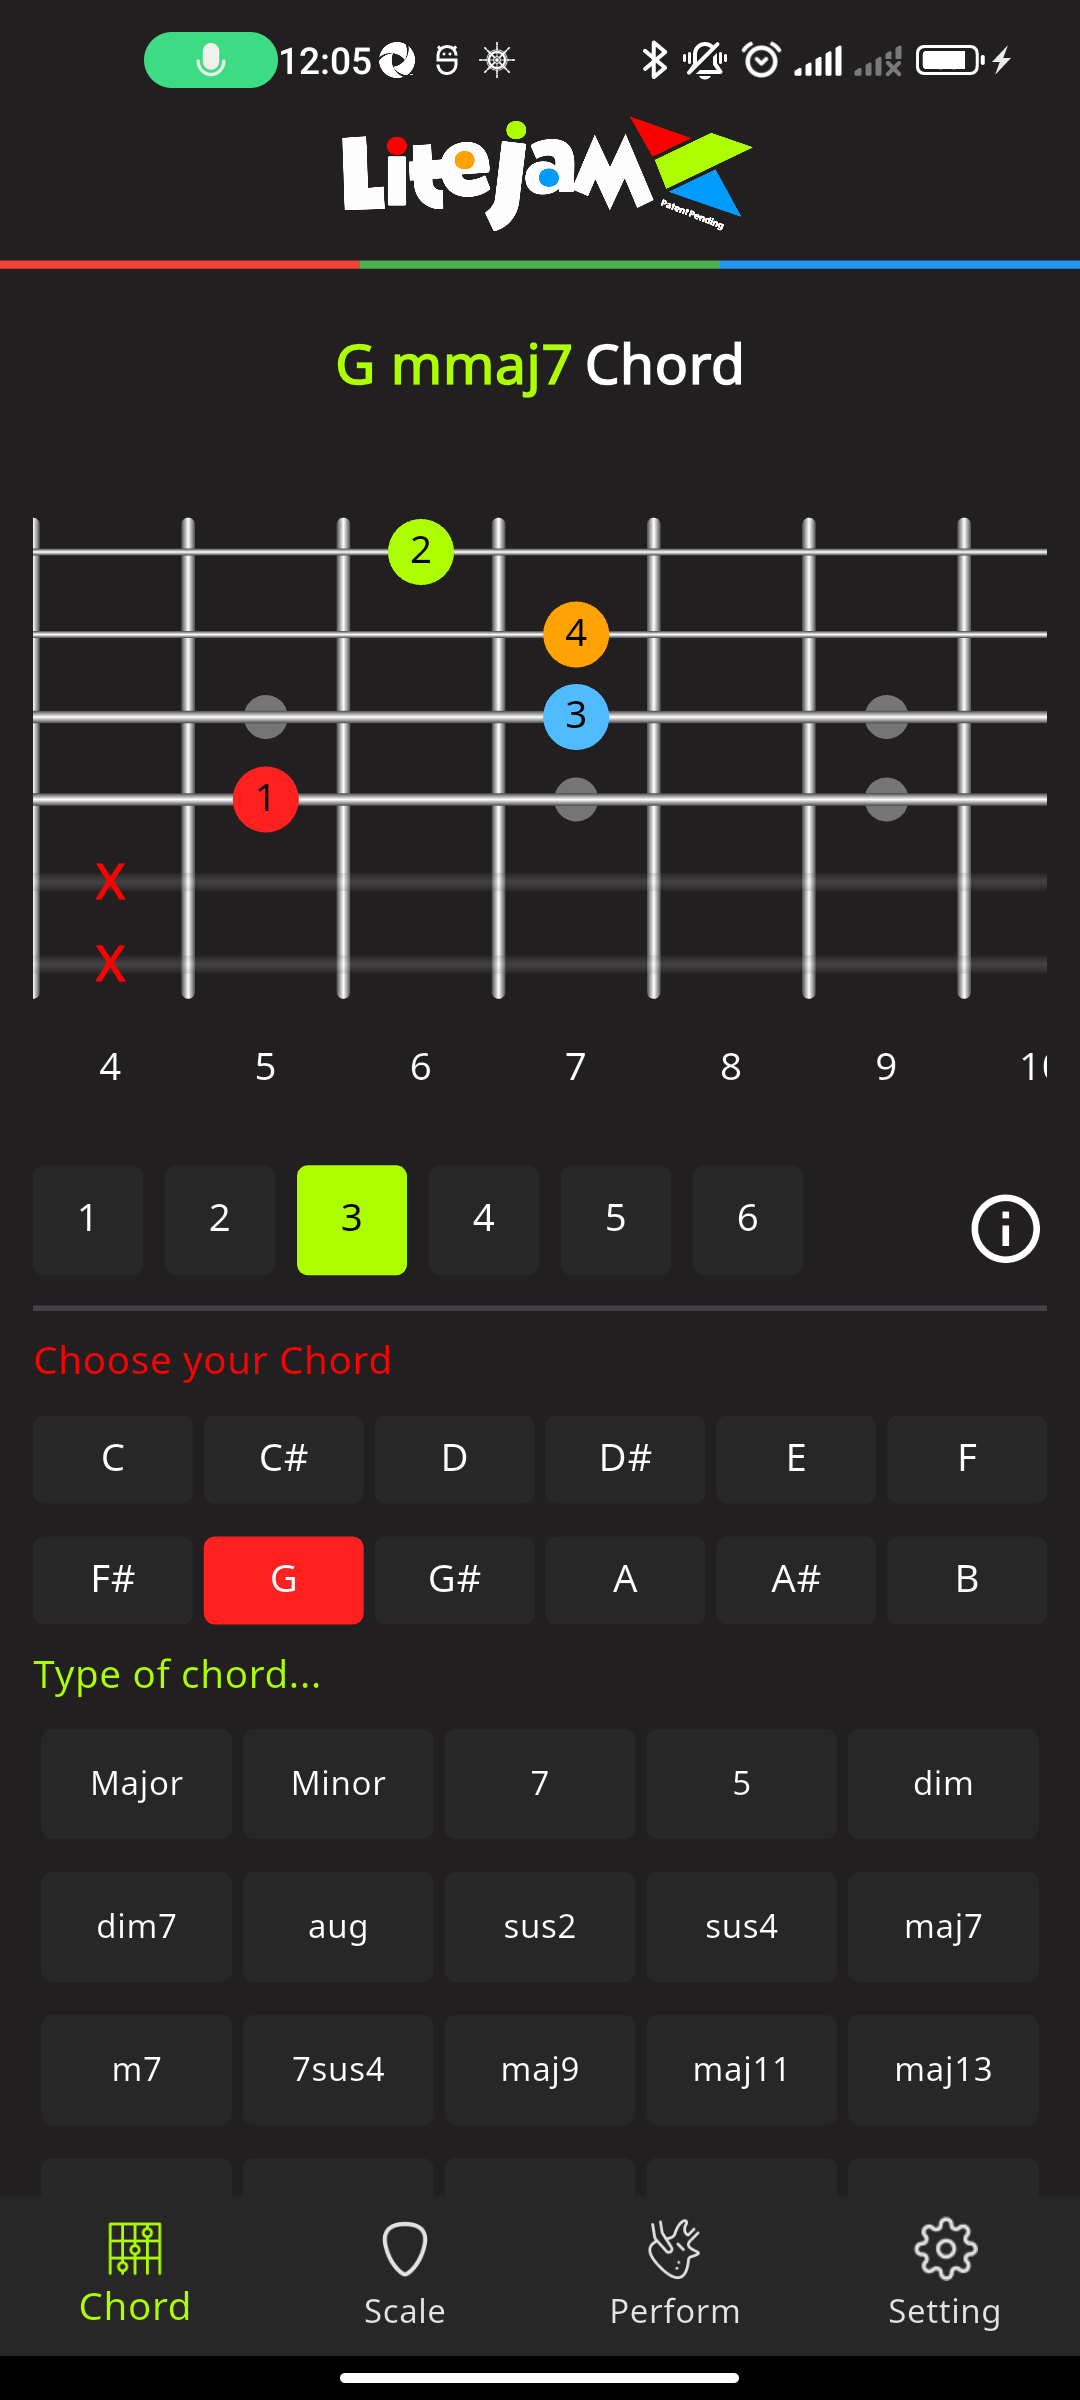 12:05
Litejam
Patent Pending
G mmaj7 Chord
2
4
3
1
X
X
4 5 6 7 8 9 10
1 2 3 4 5 6
Choose your Chord
C C# D D# E F
F# G G# A A# B
Type of chord...
Major Minor 7 5 dim
dim7 aug sus2 sus4 maj7
m7 7sus4 maj9 maj11 maj13
Chord Scale Perform Setting